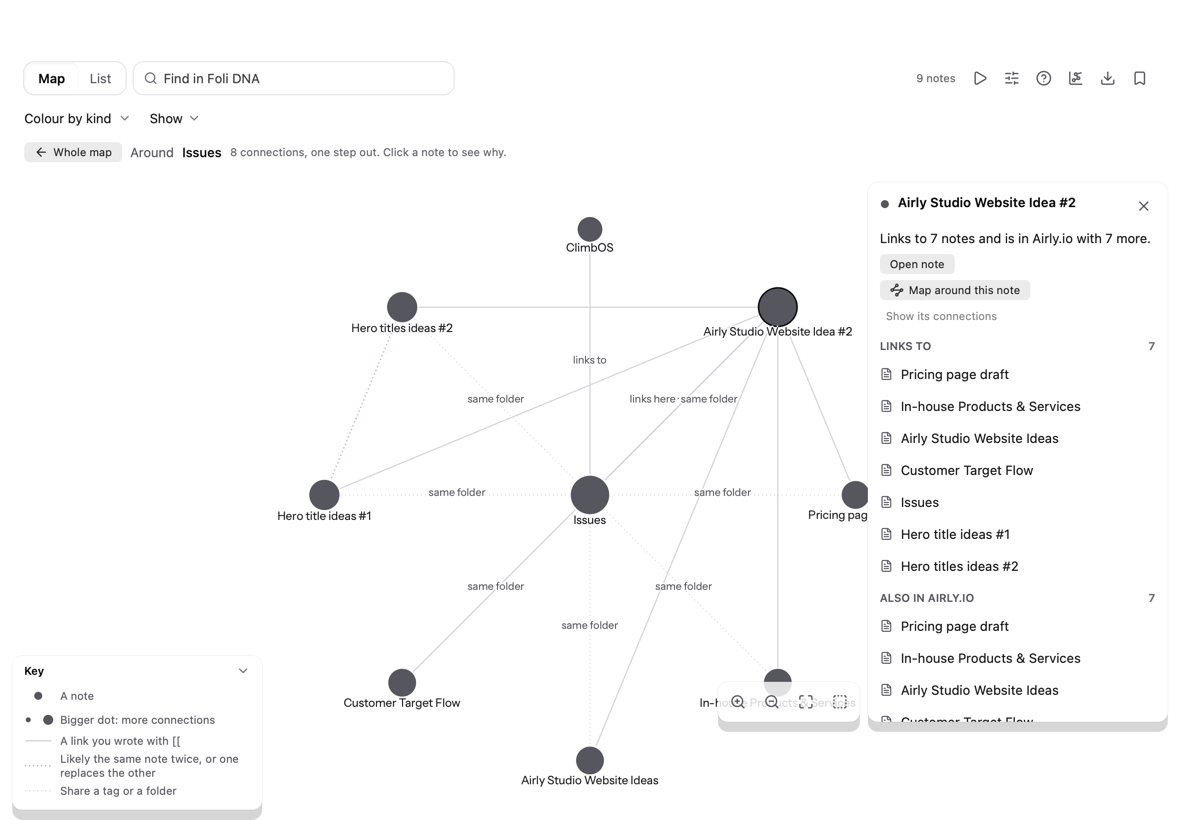 Map
List
Find in Foli DNA
9 notes
Colour by kind
Show
Whole map
Around Issues 8 connections, one step out. Click a note to see why.
ClimbOS
Hero titles ideas #2
Airly Studio Website Idea #2
links to
same folder
links here · same folder
same folder
same folder
Hero title ideas #1
Issues
Pricing pag
same folder
same folder
same folder
Customer Target Flow
In-house Products & Services
Airly Studio Website Ideas
Key
A note
Bigger dot: more connections
A link you wrote with [[
Likely the same note twice, or one
replaces the other
Share a tag or a folder
Airly Studio Website Idea #2
Links to 7 notes and is in Airly.io with 7 more.
Open note
Map around this note
Show its connections
LINKS TO 7
Pricing page draft
In-house Products & Services
Airly Studio Website Ideas
Customer Target Flow
Issues
Hero title ideas #1
Hero titles ideas #2
ALSO IN AIRLY.IO 7
Pricing page draft
In-house Products & Services
Airly Studio Website Ideas
Customer Target Flow